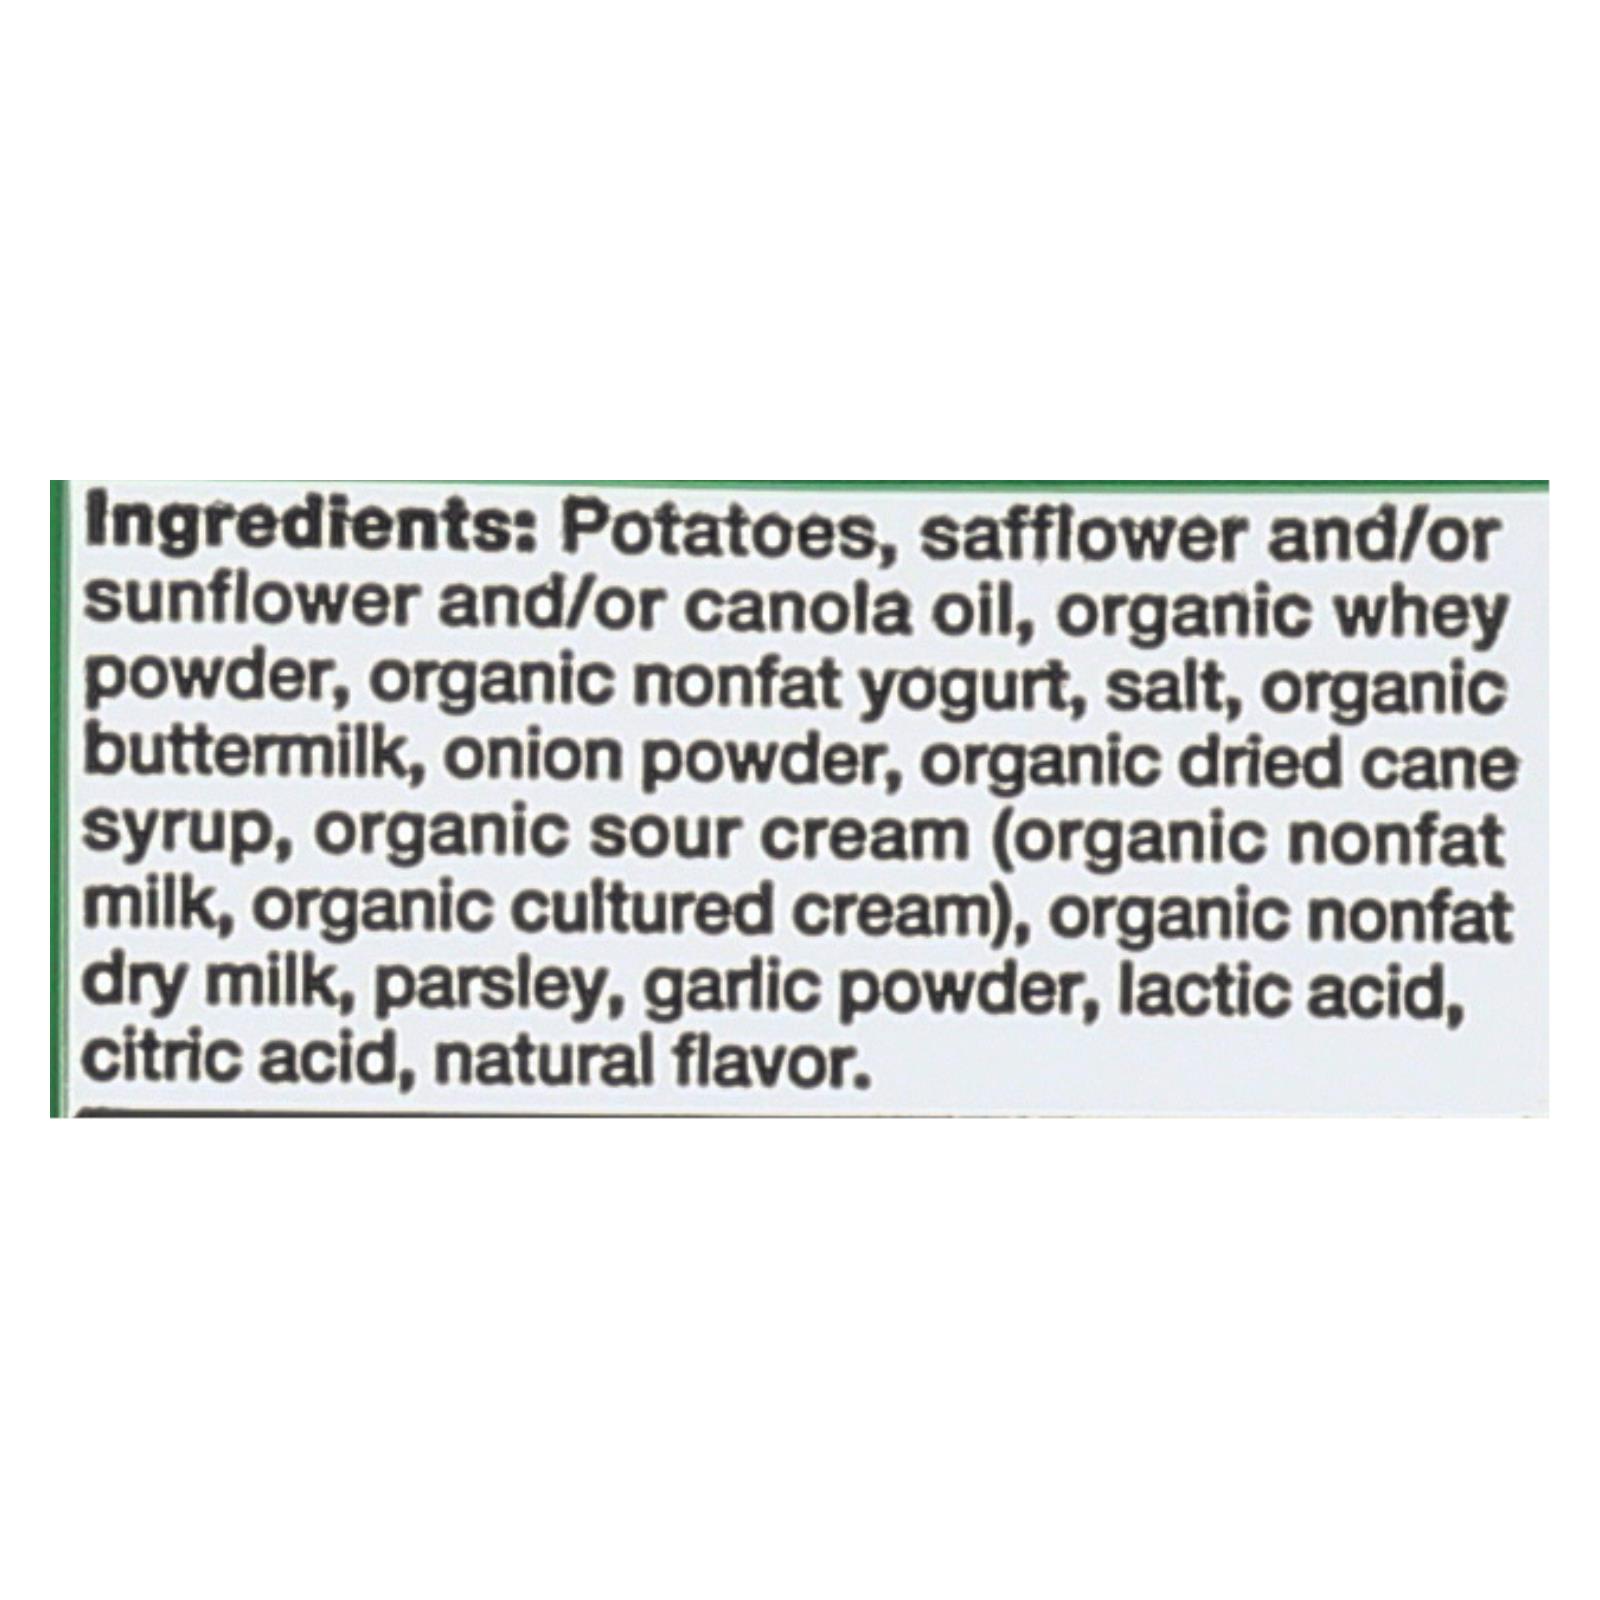 Ingredients: Potatoes, safflower and/or
sunflower and/or canola oil, organic whey
powder, organic nonfat yogurt, salt, organic
buttermilk, onion powder, organic dried cane
syrup, organic sour cream (organic nonfat
milk, organic cultured cream), organic nonfat
dry milk, parsley, garlic powder, lactic acid,
citric acid, natural flavor.